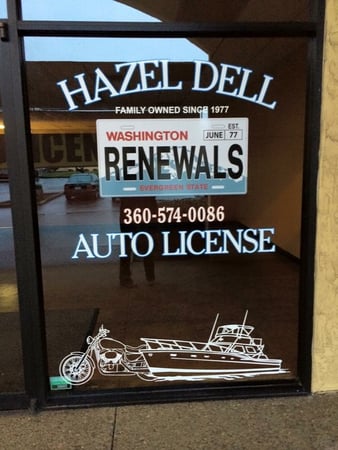 HAZEL DELL
FAMILY OWNED SINCE 1977
WASHINGTON
EST.
JUNE 77
RENEWALS
EVERGREEN STATE
360-574-0086
AUTO LICENSE